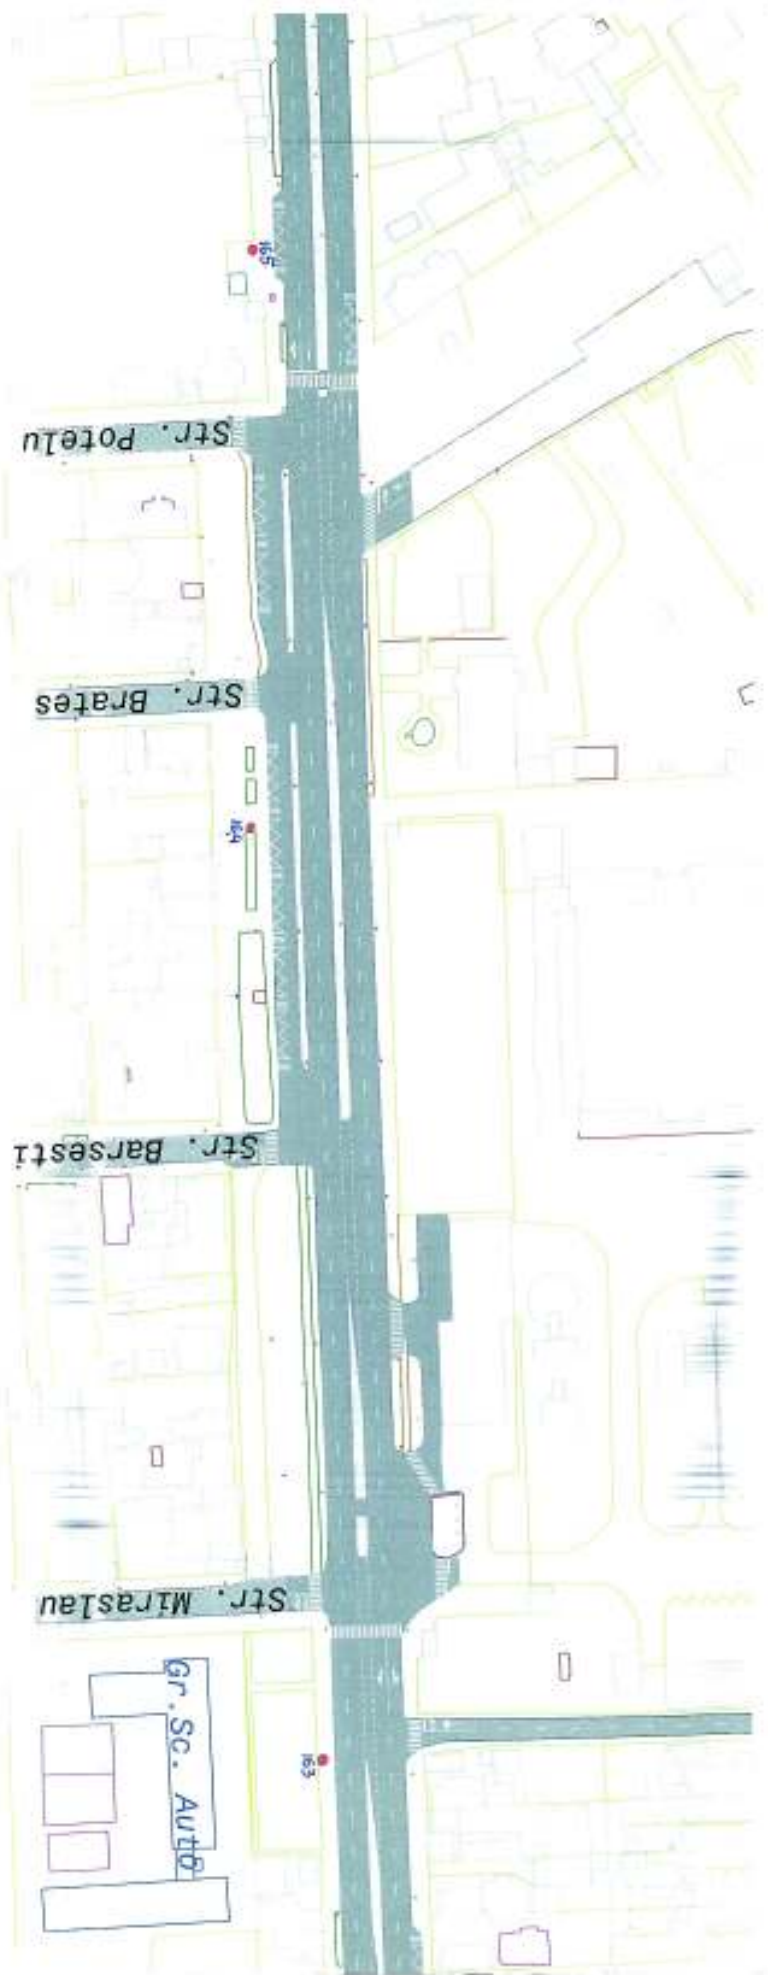 165
Str. Potelu
Str. Brates
164
Str. Barsesti
Str. Miraslau
Gr.Sc. Auto
163